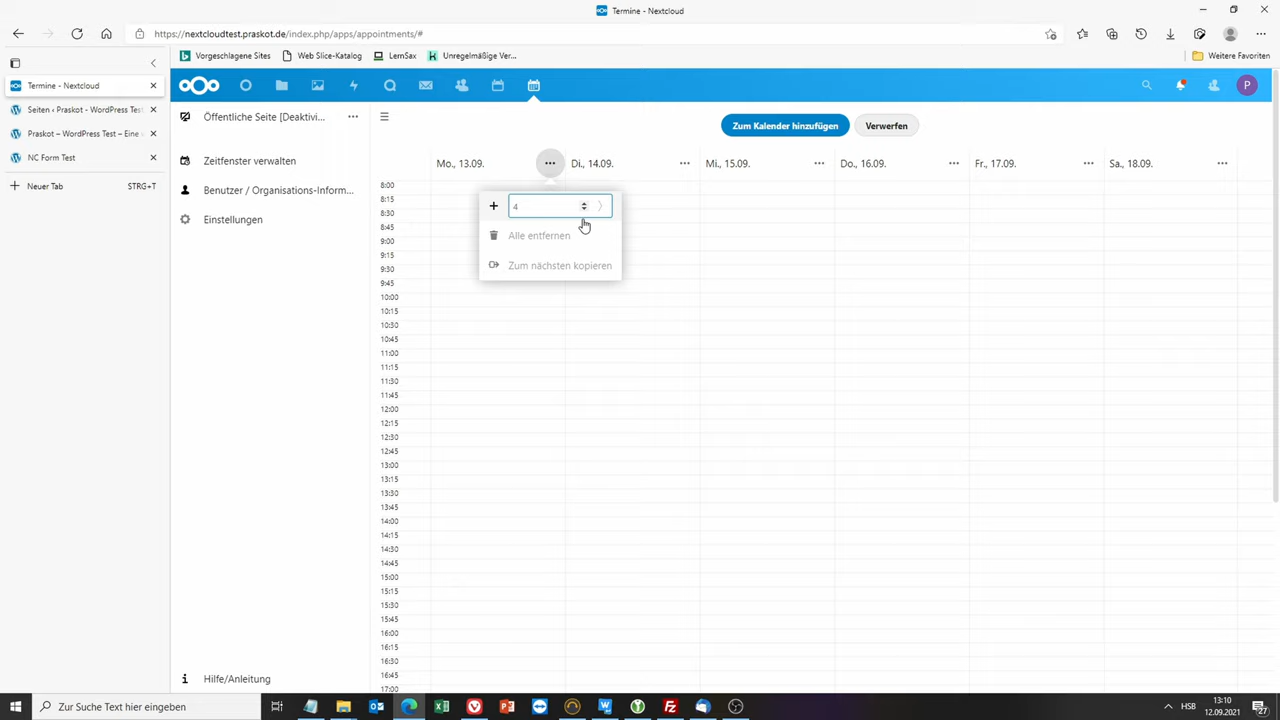 Termine - Nextcloud
https://nextcloudtest.praskot.de/index.php/apps/appointments/#
Vorgeschlagene Sites
Web Slice-Katalog
LernSax
Unregelmäßige Ver...
Weitere Favoriten
Termine - Nextcloud
Seiten ‹ Praskot - WordPress Test
Praskot – WordPress Test – Eine
NC Form Test
Neuer Tab
STRG+T
P
Öffentliche Seite [Deaktivi...
Zeitfenster verwalten
Benutzer / Organisations-Inform...
Einstellungen
Hilfe/Anleitung
Zum Kalender hinzufügen
Verwerfen
Mo., 13.09.
Di., 14.09.
Mi., 15.09.
Do., 16.09.
Fr., 17.09.
Sa., 18.09.
4
Alle entfernen
Zum nächsten kopieren
8:00
8:15
8:30
8:45
9:00
9:15
9:30
9:45
10:00
10:15
10:30
10:45
11:00
11:15
11:30
11:45
12:00
12:15
12:30
12:45
13:00
13:15
13:30
13:45
14:00
14:15
14:30
14:45
15:00
15:15
15:30
15:45
16:00
16:15
16:30
16:45
17:00
Zur Suche Text hier eingeben
HSB
13:10
12.09.2021
27